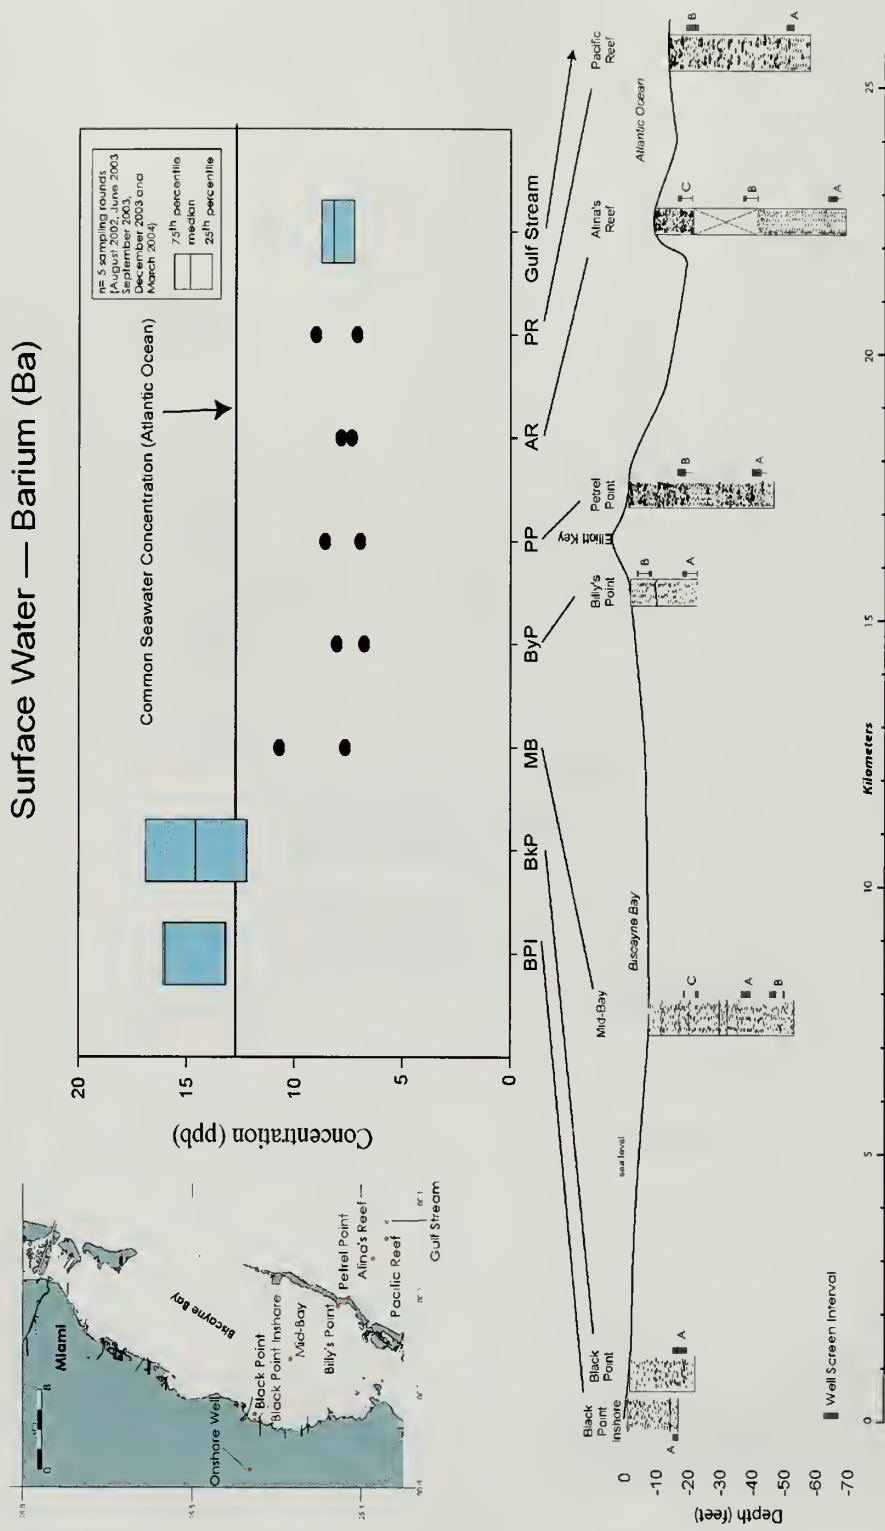 Surface Water — Barium (Ba)
n= 5 sampling rounds
(August 2002, June 2003
September 2003,
December 2003 and
March 2004)
75th percentile
median
25th percentile
Common Seawater Concentration (Atlantic Ocean)
Concentration (ppb)
20
15
10
5
0
BPI
BkP
MB
ByP
PP
AR
PR
Gulf Stream
Miami
Biscayne Bay
Onshore Well
Black Point
Black Point Inshore
Mid-Bay
Billy's Point
Petrel Point
Alina's Reef
Pacific Reef
Gulf Stream
0
8
Black
Point
Inshore
Black
Point
Mid-Bay
Billy's
Point
Elliott Key
Petrel
Point
Alina's
Reef
Pacific
Reef
sea level
Biscayne Bay
Atlantic Ocean
A
A
C
A
B
B
A
B
A
C
B
A
B
A
Depth (feet)
0
-10
-20
-30
-40
-50
-60
-70
Well Screen Interval
0
5
10
15
20
25
Kilometers